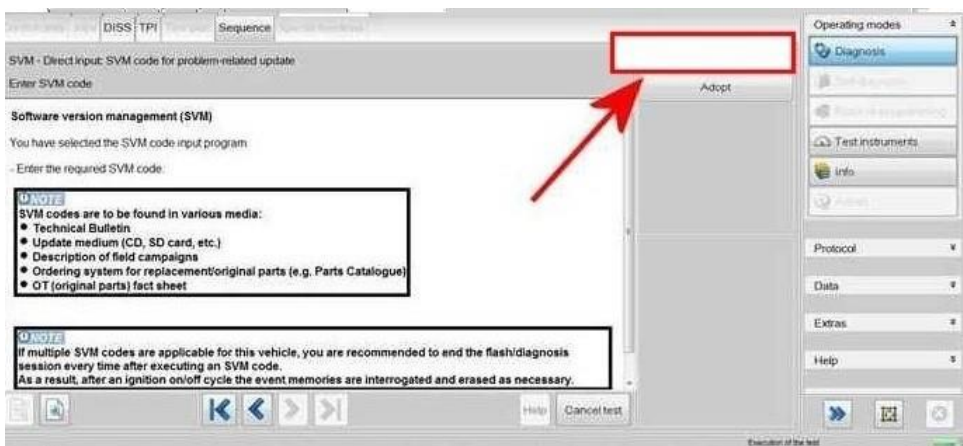 DISS TPI Sequence
SVM - Direct input: SVM code for problem-related update
Enter SVM code
Adopt
Software version management (SVM)
You have selected the SVM code input program
- Enter the required SVM code:
NOTE
SVM codes are to be found in various media:
• Technical Bulletin
• Update medium (CD, SD card, etc.)
• Description of field campaigns
• Ordering system for replacement/original parts (e.g. Parts Catalogue)
• OT (original parts) fact sheet
NOTE
If multiple SVM codes are applicable for this vehicle, you are recommended to end the flash/diagnosis
session every time after executing an SVM code.
As a result, after an ignition on/off cycle the event memories are interrogated and erased as necessary.
Help Cancel test
Operating modes
Diagnosis
Test instruments
Info
Admin
Protocol
Data
Extras
Help
Execution of the test